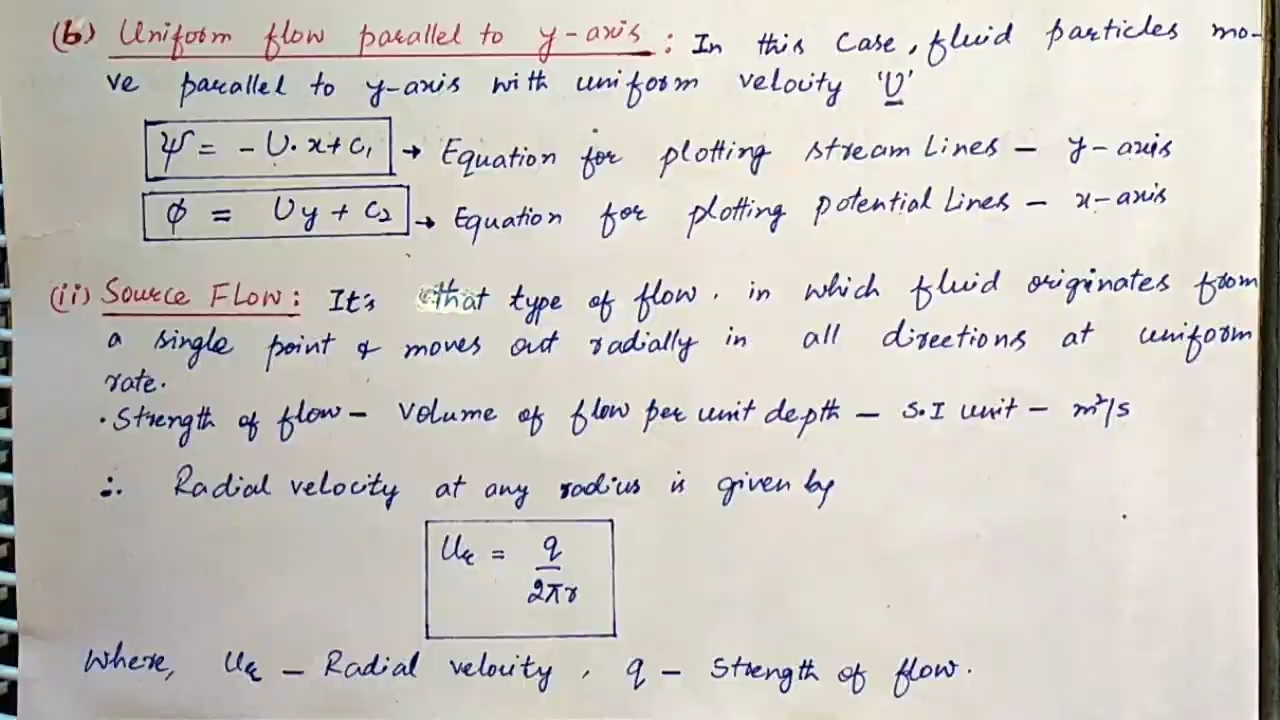 (b) Uniform flow parallel to y-axis : In this case, fluid particles mo-
ve parallel to y-axis with uniform velocity 'U'
ψ = - U.x + C₁ → Equation for plotting stream Lines - y-axis
φ = Uy + C₂ → Equation for plotting potential Lines - x-axis
(ii) Source Flow : It's that type of flow. in which fluid originates from
a single point & moves out radially in all directions at uniform
rate.
• Strength of flow - Volume of flow per unit depth - S.I unit - m²/s
∴ Radial velocity at any radius is given by
Uᵣ = q
2πr
Where, Uᵣ - Radial velocity, q - Strength of flow.